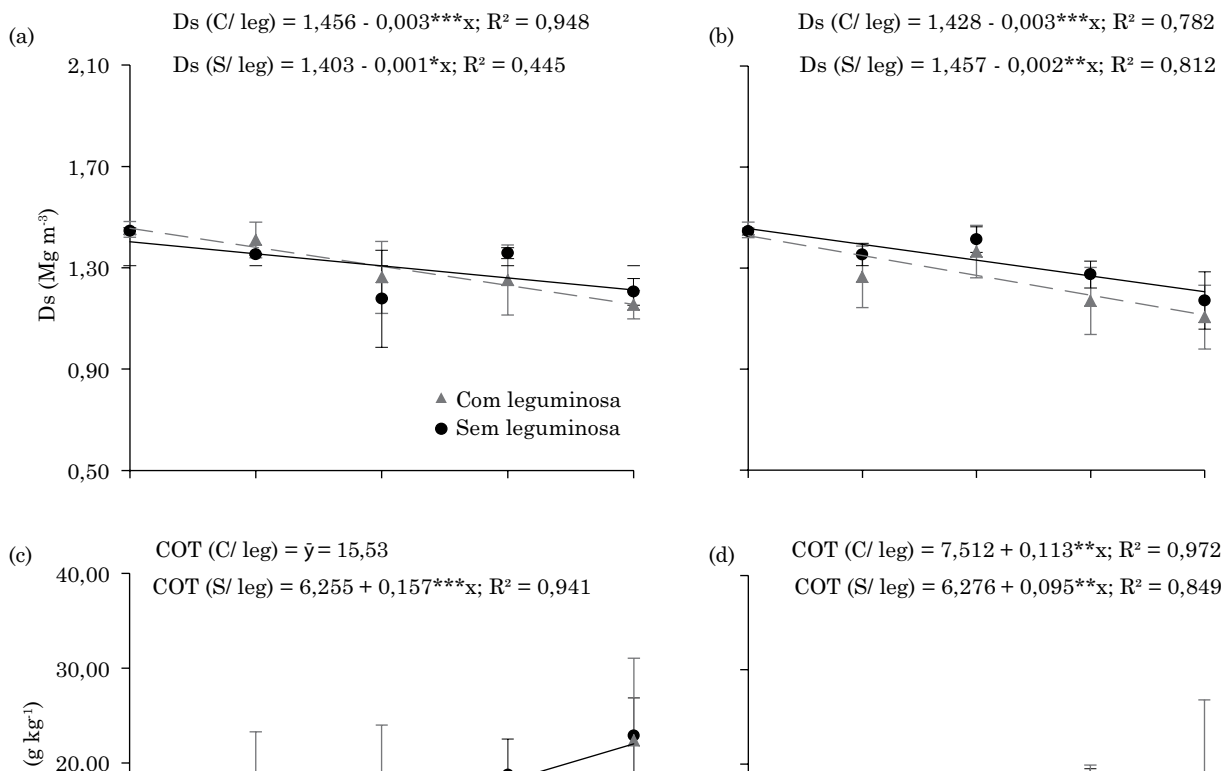 (a)
Ds (C/ leg) = 1,456 - 0,003***x; R² = 0,948
Ds (S/ leg) = 1,403 - 0,001*x; R² = 0,445
2,10
1,70
1,30
0,90
0,50
Ds (Mg m⁻³)
Com leguminosa
Sem leguminosa
(b)
Ds (C/ leg) = 1,428 - 0,003***x; R² = 0,782
Ds (S/ leg) = 1,457 - 0,002**x; R² = 0,812
(c)
COT (C/ leg) = ȳ = 15,53
COT (S/ leg) = 6,255 + 0,157***x; R² = 0,941
40,00
30,00
20,00
(g kg⁻¹)
(d)
COT (C/ leg) = 7,512 + 0,113**x; R² = 0,972
COT (S/ leg) = 6,276 + 0,095**x; R² = 0,849